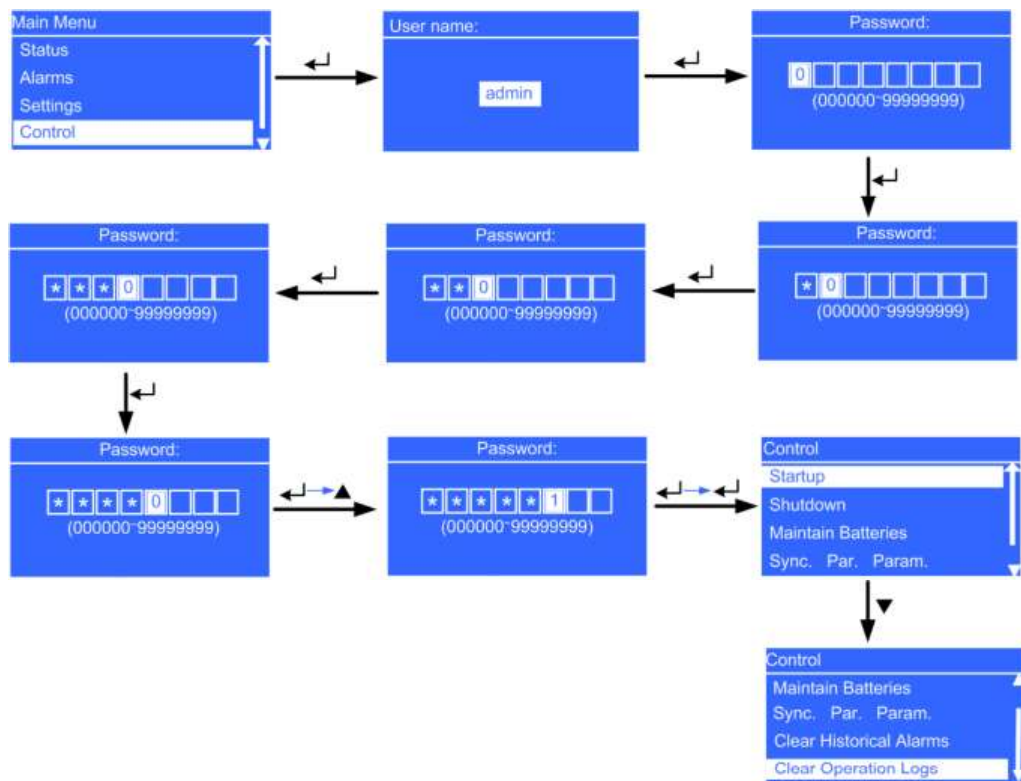 Main Menu
Status
Alarms
Settings
Control
User name:
admin
Password:
0
(000000~99999999)
Password:
* 0
(000000~99999999)
Password:
* * 0
(000000~99999999)
Password:
* * * 0
(000000~99999999)
Password:
* * * * 0
(000000~99999999)
Password:
* * * * * 1
(000000~99999999)
Control
Startup
Shutdown
Maintain Batteries
Sync. Par. Param.
Control
Maintain Batteries
Sync. Par. Param.
Clear Historical Alarms
Clear Operation Logs